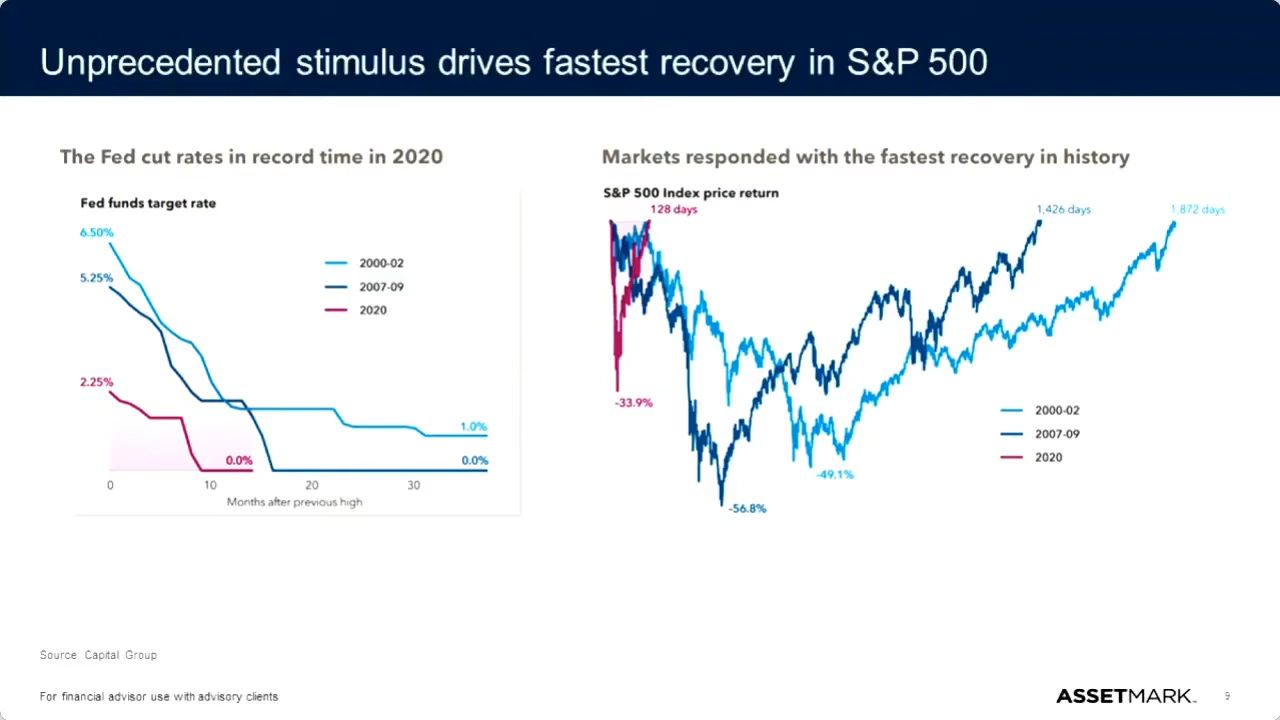 Unprecedented stimulus drives fastest recovery in S&P 500
The Fed cut rates in record time in 2020
Fed funds target rate
6.50%
5.25%
2.25%
2000-02
2007-09
2020
1.0%
0.0%
0.0%
0
10
20
30
Months after previous high
Markets responded with the fastest recovery in history
S&P 500 Index price return
128 days
1,426 days
1,872 days
-33.9%
-49.1%
-56.8%
2000-02
2007-09
2020
Source: Capital Group
For financial advisor use with advisory clients
ASSETMARK™
9